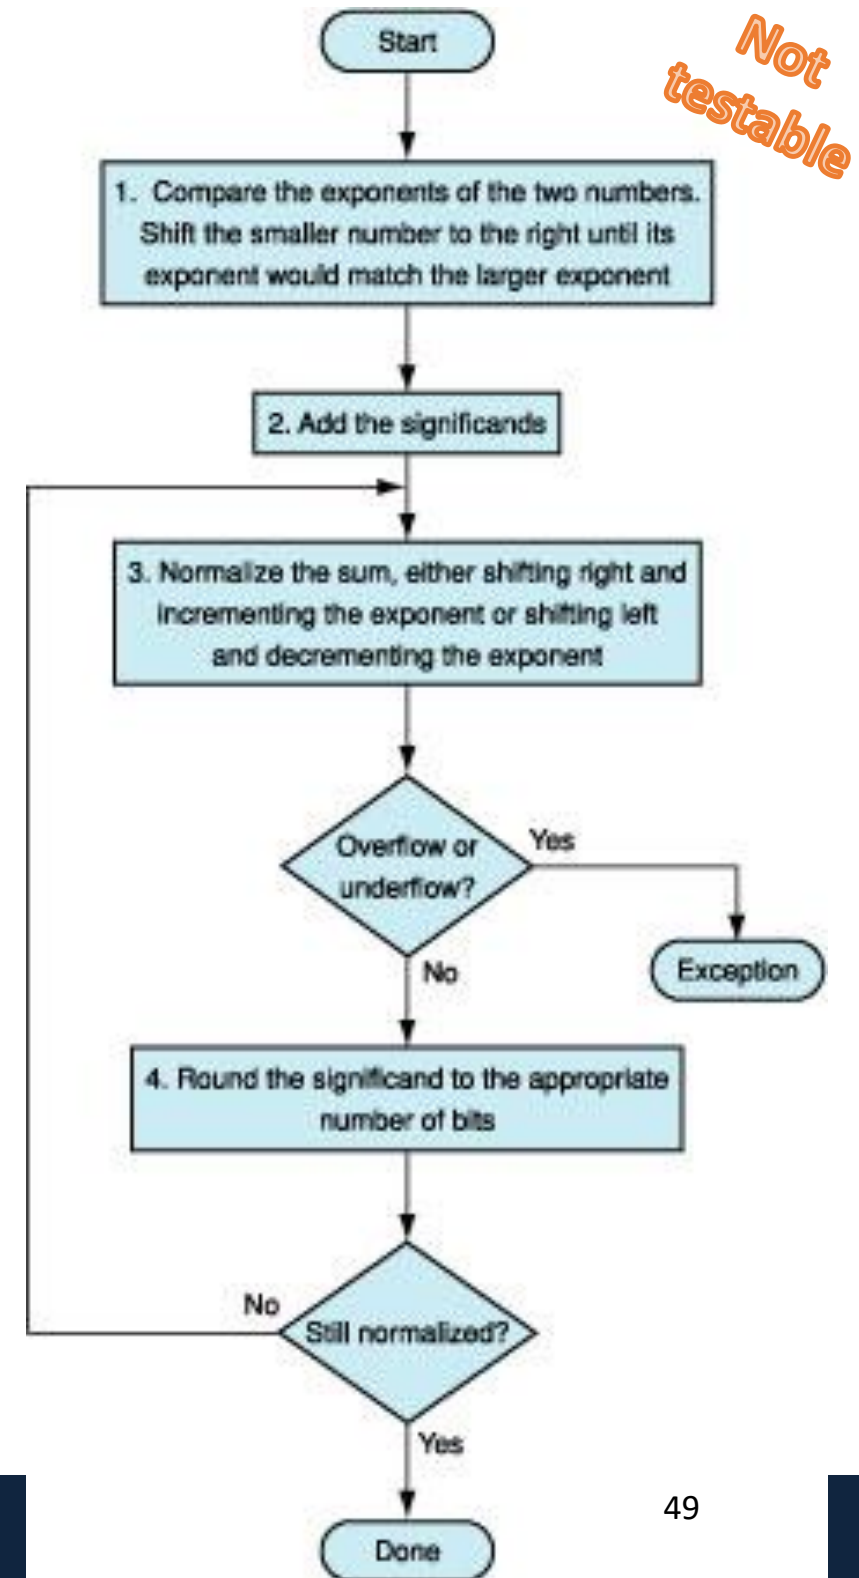 Start
Not
testable
1. Compare the exponents of the two numbers.
Shift the smaller number to the right until its
exponent would match the larger exponent
2. Add the significands
3. Normalize the sum, either shifting right and
incrementing the exponent or shifting left
and decrementing the exponent
Overflow or
underflow?
Yes
No
Exception
4. Round the significand to the appropriate
number of bits
No
Still normalized?
Yes
49
Done